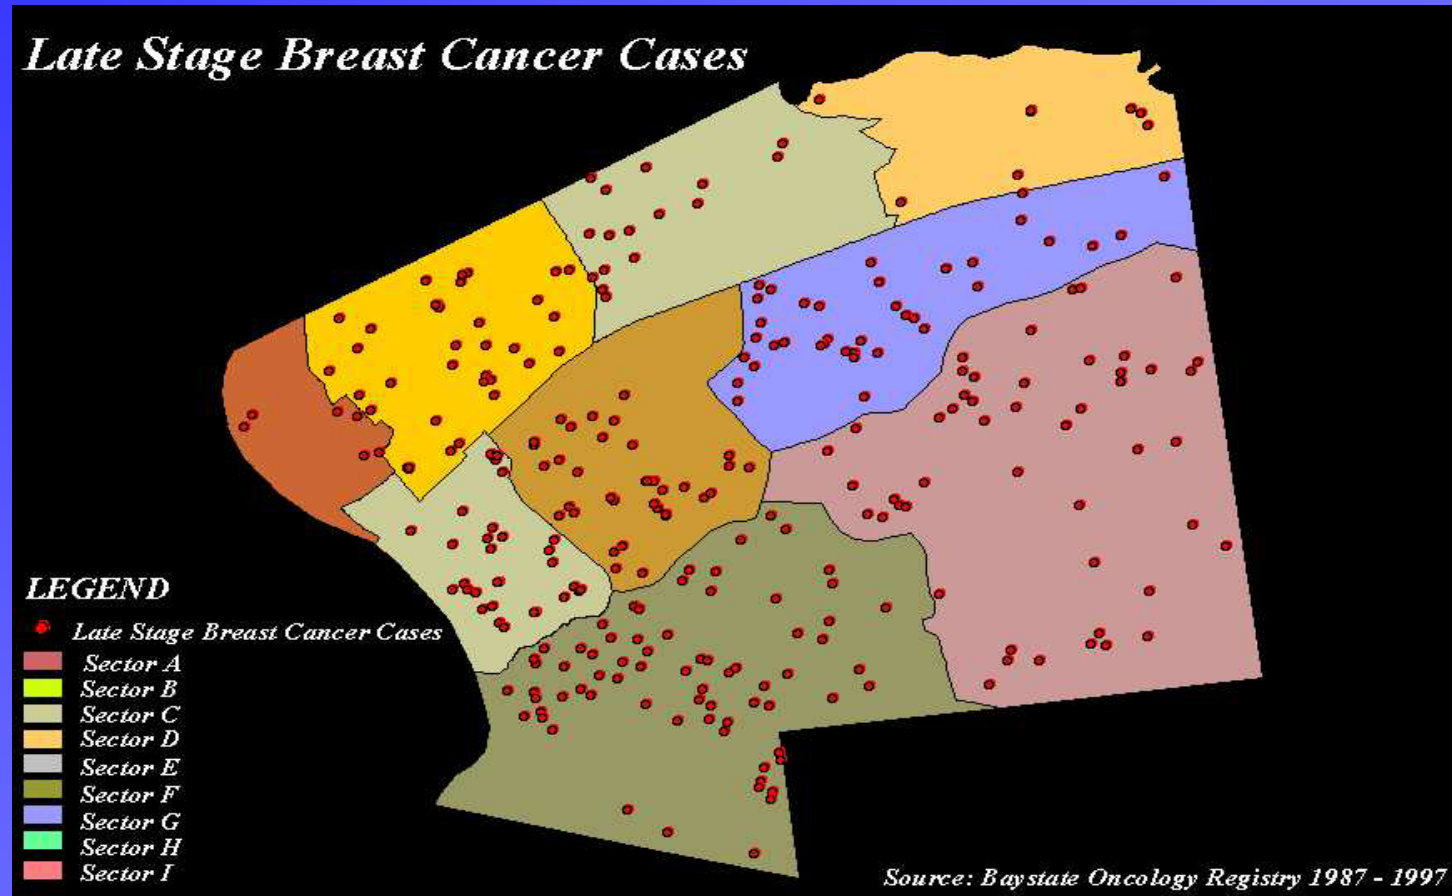 Late Stage Breast Cancer Cases
LEGEND
Late Stage Breast Cancer Cases
Sector A
Sector B
Sector C
Sector D
Sector E
Sector F
Sector G
Sector H
Sector I
Source: Baystate Oncology Registry 1987 - 1997